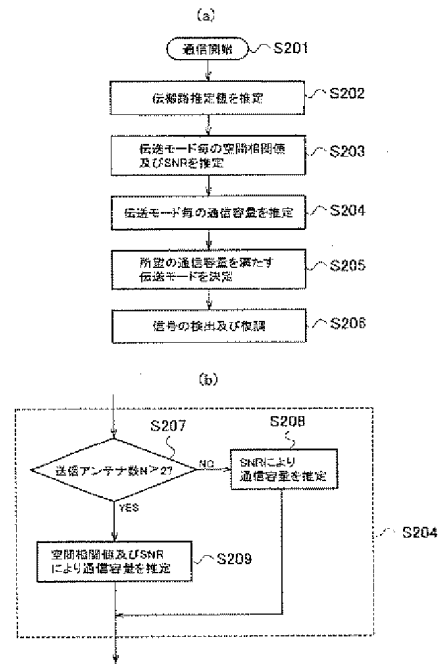 (a)
通信開始
S201
伝搬路推定値を推定
S202
伝送モード毎の空間相関値
及びSNRを推定
S203
伝送モード毎の通信容量を推定
S204
所望の通信容量を満たす
伝送モードを決定
S205
信号の検出及び復調
S206
(b)
S207
送信アンテナ数N≧2?
NO
S208
SNRにより
通信容量を推定
YES
空間相関値及びSNR
により通信容量を推定
S209
S204